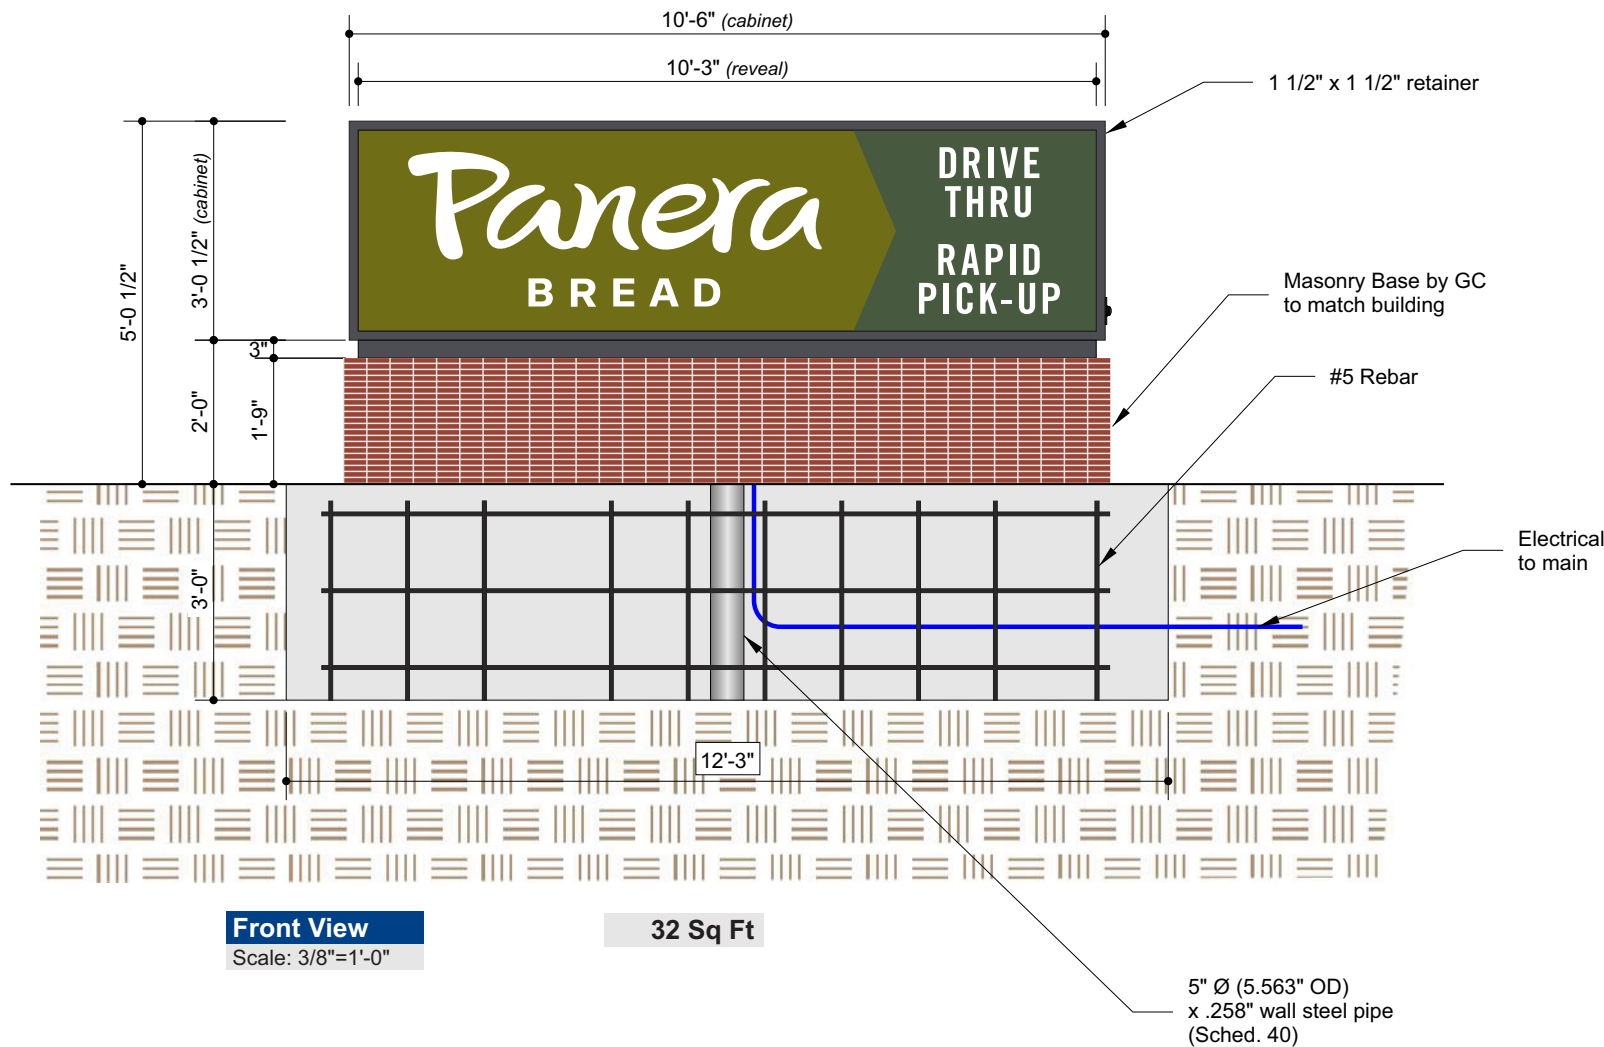 10'-6" (cabinet)
10'-3" (reveal)
1 1/2" x 1 1/2" retainer
5'-0 1/2"
3'-0 1/2" (cabinet)
Panera
BREAD
DRIVE
THRU
RAPID
PICK-UP
Masonry Base by GC
to match building
3"
2'-0"
1'-9"
#5 Rebar
3'-0"
Electrical
to main
12'-3"
Front View
Scale: 3/8"=1'-0"
32 Sq Ft
5" Ø (5.563" OD)
x .258" wall steel pipe
(Sched. 40)